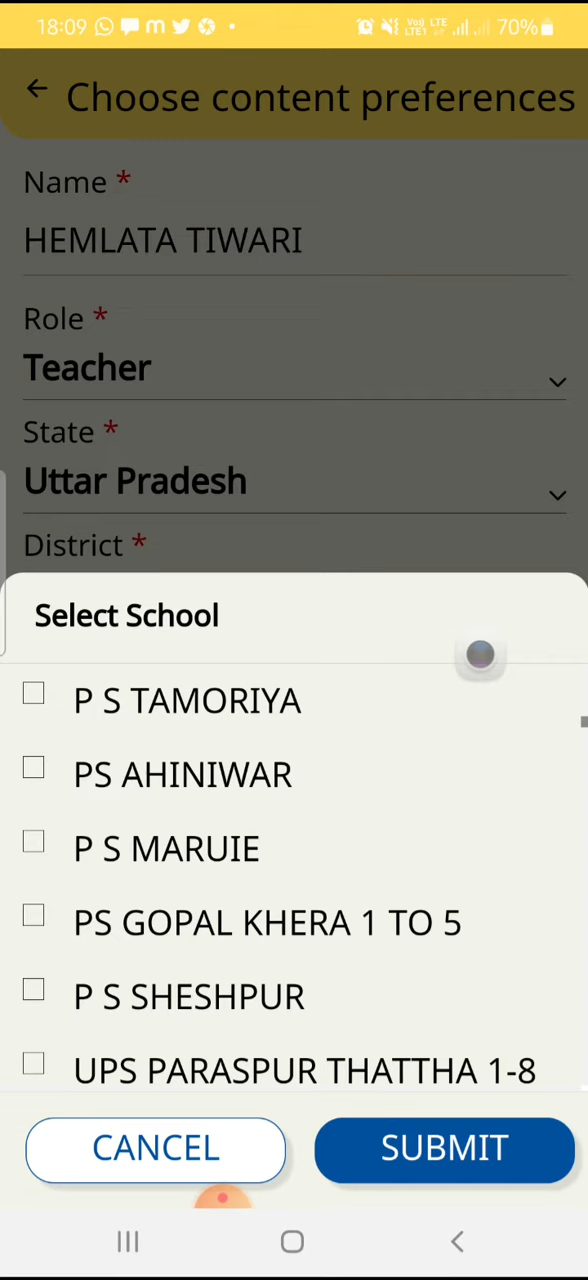 18:09 70%
Choose content preferences
Name *
HEMLATA TIWARI
Role *
Teacher
State *
Uttar Pradesh
District *
Select School
P S TAMORIYA
PS AHINIWAR
P S MARUIE
PS GOPAL KHERA 1 TO 5
P S SHESHPUR
UPS PARASPUR THATTHA 1-8
CANCEL SUBMIT